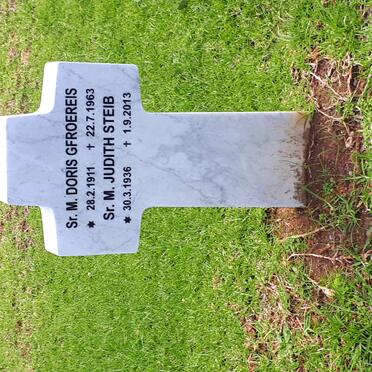 Sr. M. DORIS GFROEREIS
* 28.2.1911 † 22.7.1963
Sr. M. JUDITH STEIB
* 30.3.1936 † 1.9.2013